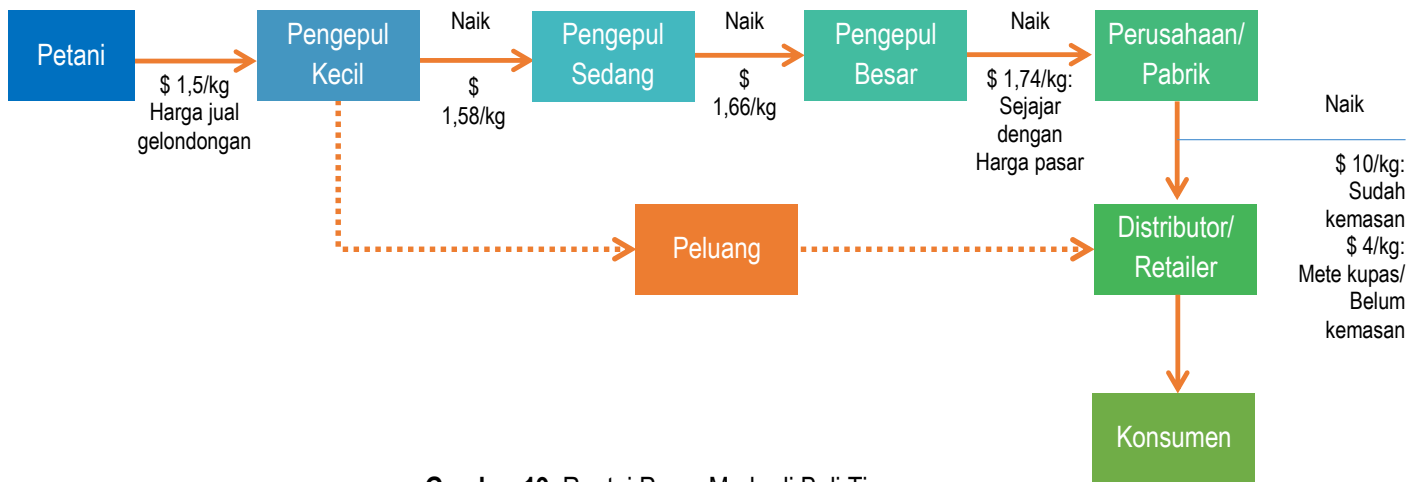 Petani
$ 1,5/kg
Harga jual
gelondongan
Pengepul
Kecil
Naik
$
1,58/kg
Pengepul
Sedang
Naik
$
1,66/kg
Pengepul
Besar
Naik
$ 1,74/kg:
Sejajar
dengan
Harga pasar
Perusahaan/
Pabrik
Naik
$ 10/kg:
Sudah
kemasan
$ 4/kg:
Mete kupas/
Belum
kemasan
Peluang
Distributor/
Retailer
Konsumen